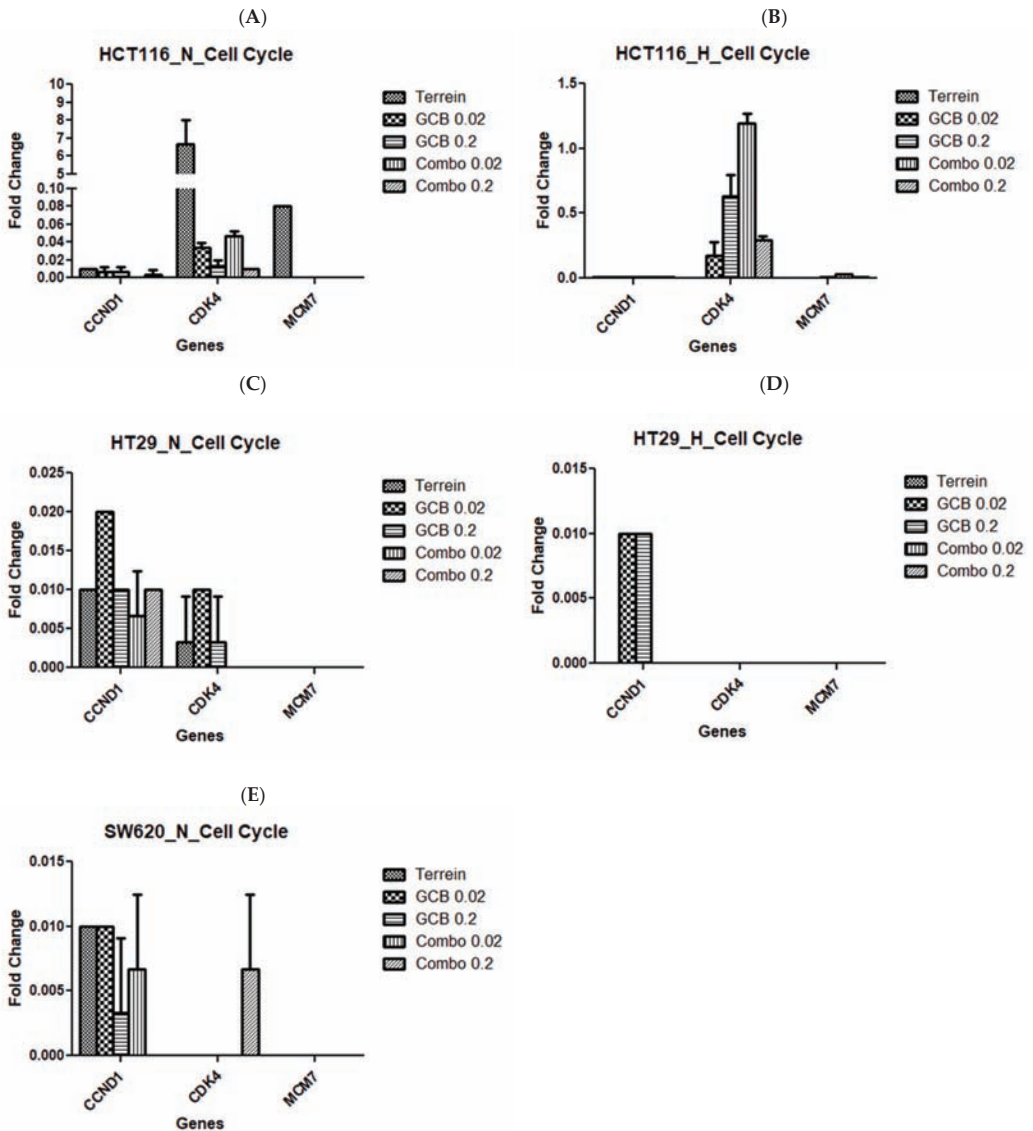 (A)
HCT116_N_Cell Cycle
Fold Change
10
9
8
7
6
5
0.10
0.08
0.06
0.04
0.02
0.00
CCND1
CDK4
MCM7
Genes
Terrein
GCB 0.02
GCB 0.2
Combo 0.02
Combo 0.2
(B)
HCT116_H_Cell Cycle
Fold Change
1.5
1.0
0.5
0.0
CCND1
CDK4
MCM7
Genes
Terrein
GCB 0.02
GCB 0.2
Combo 0.02
Combo 0.2
(C)
HT29_N_Cell Cycle
Fold Change
0.025
0.020
0.015
0.010
0.005
0.000
CCND1
CDK4
MCM7
Genes
Terrein
GCB 0.02
GCB 0.2
Combo 0.02
Combo 0.2
(D)
HT29_H_Cell Cycle
Fold Change
0.015
0.010
0.005
0.000
CCND1
CDK4
MCM7
Genes
Terrein
GCB 0.02
GCB 0.2
Combo 0.02
Combo 0.2
(E)
SW620_N_Cell Cycle
Fold Change
0.015
0.010
0.005
0.000
CCND1
CDK4
MCM7
Genes
Terrein
GCB 0.02
GCB 0.2
Combo 0.02
Combo 0.2